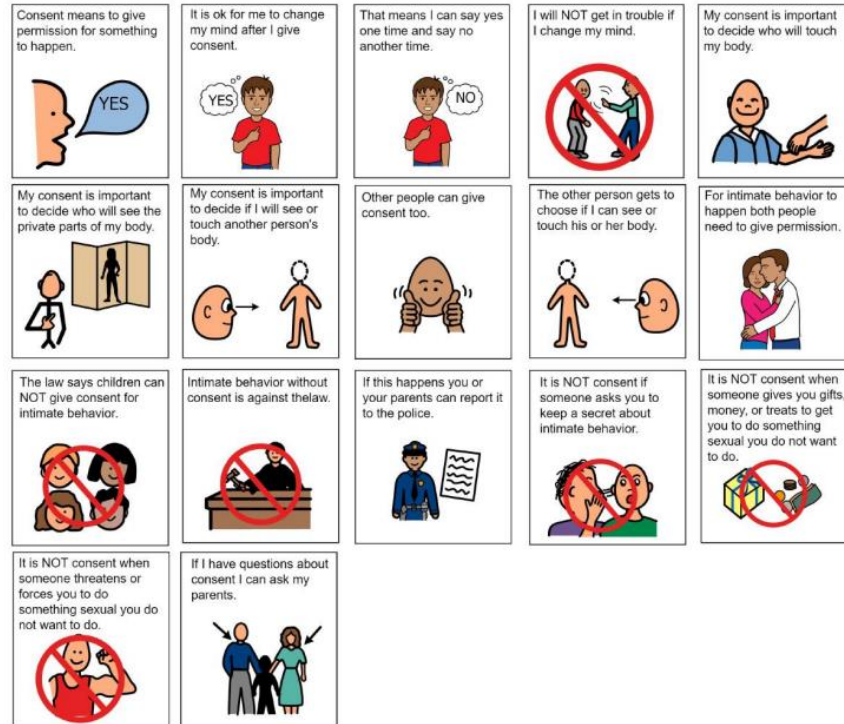 Consent means to give
permission for something
to happen.
YES
It is ok for me to change
my mind after I give
consent.
YES
That means I can say yes
one time and say no
another time.
NO
I will NOT get in trouble if
I change my mind.
My consent is important
to decide who will touch
my body.
My consent is important
to decide who will see the
private parts of my body.
My consent is important
to decide if I will see or
touch another person's
body.
Other people can give
consent too.
The other person gets to
choose if I can see or
touch his or her body.
For intimate behavior to
happen both people
need to give permission.
The law says children can
NOT give consent for
intimate behavior.
Intimate behavior without
consent is against thelaw.
If this happens you or
your parents can report it
to the police.
It is NOT consent if
someone asks you to
keep a secret about
intimate behavior.
It is NOT consent when
someone gives you gifts,
money, or treats to get
you to do something
sexual you do not want
to do.
It is NOT consent when
someone threatens or
forces you to do
something sexual you do
not want to do.
If I have questions about
consent I can ask my
parents.